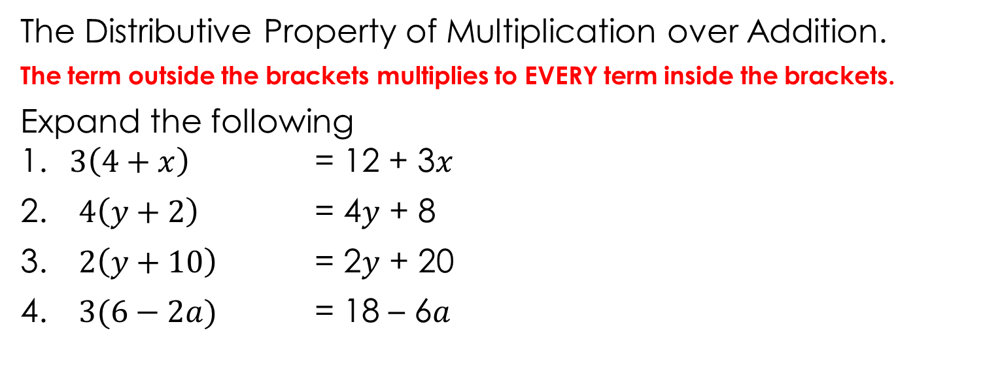 The Distributive Property of Multiplication over Addition.
The term outside the brackets multiplies to EVERY term inside the brackets.
Expand the following
1. 3(4 + x) = 12 + 3x
2. 4(y + 2) = 4y + 8
3. 2(y + 10) = 2y + 20
4. 3(6 − 2a) = 18 – 6a